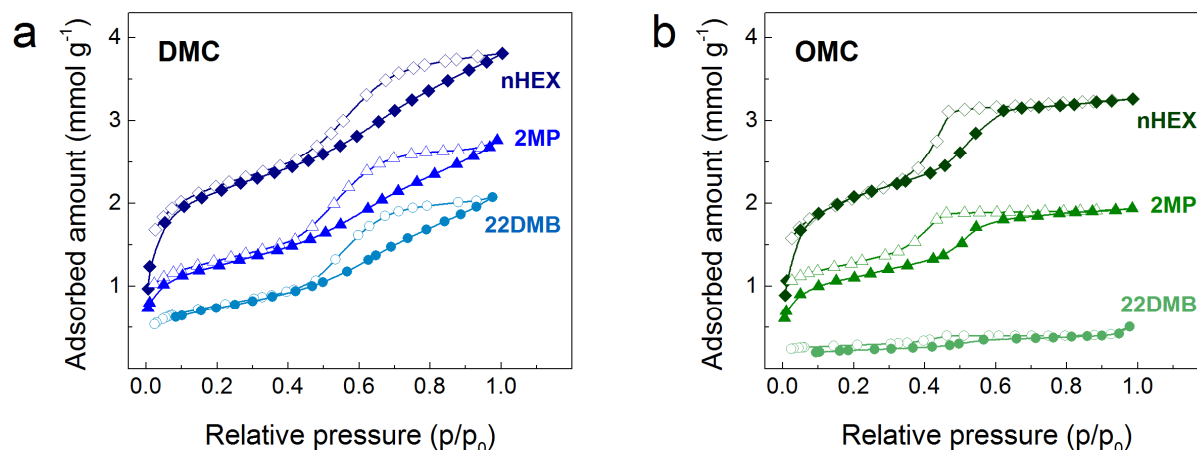 a
DMC
nHEX
2MP
22DMB
Adsorbed amount (mmol g⁻¹)
4
3
2
1
0.0 0.2 0.4 0.6 0.8 1.0
Relative pressure (p/p₀)
b
OMC
nHEX
2MP
22DMB
Adsorbed amount (mmol g⁻¹)
4
3
2
1
0.0 0.2 0.4 0.6 0.8 1.0
Relative pressure (p/p₀)